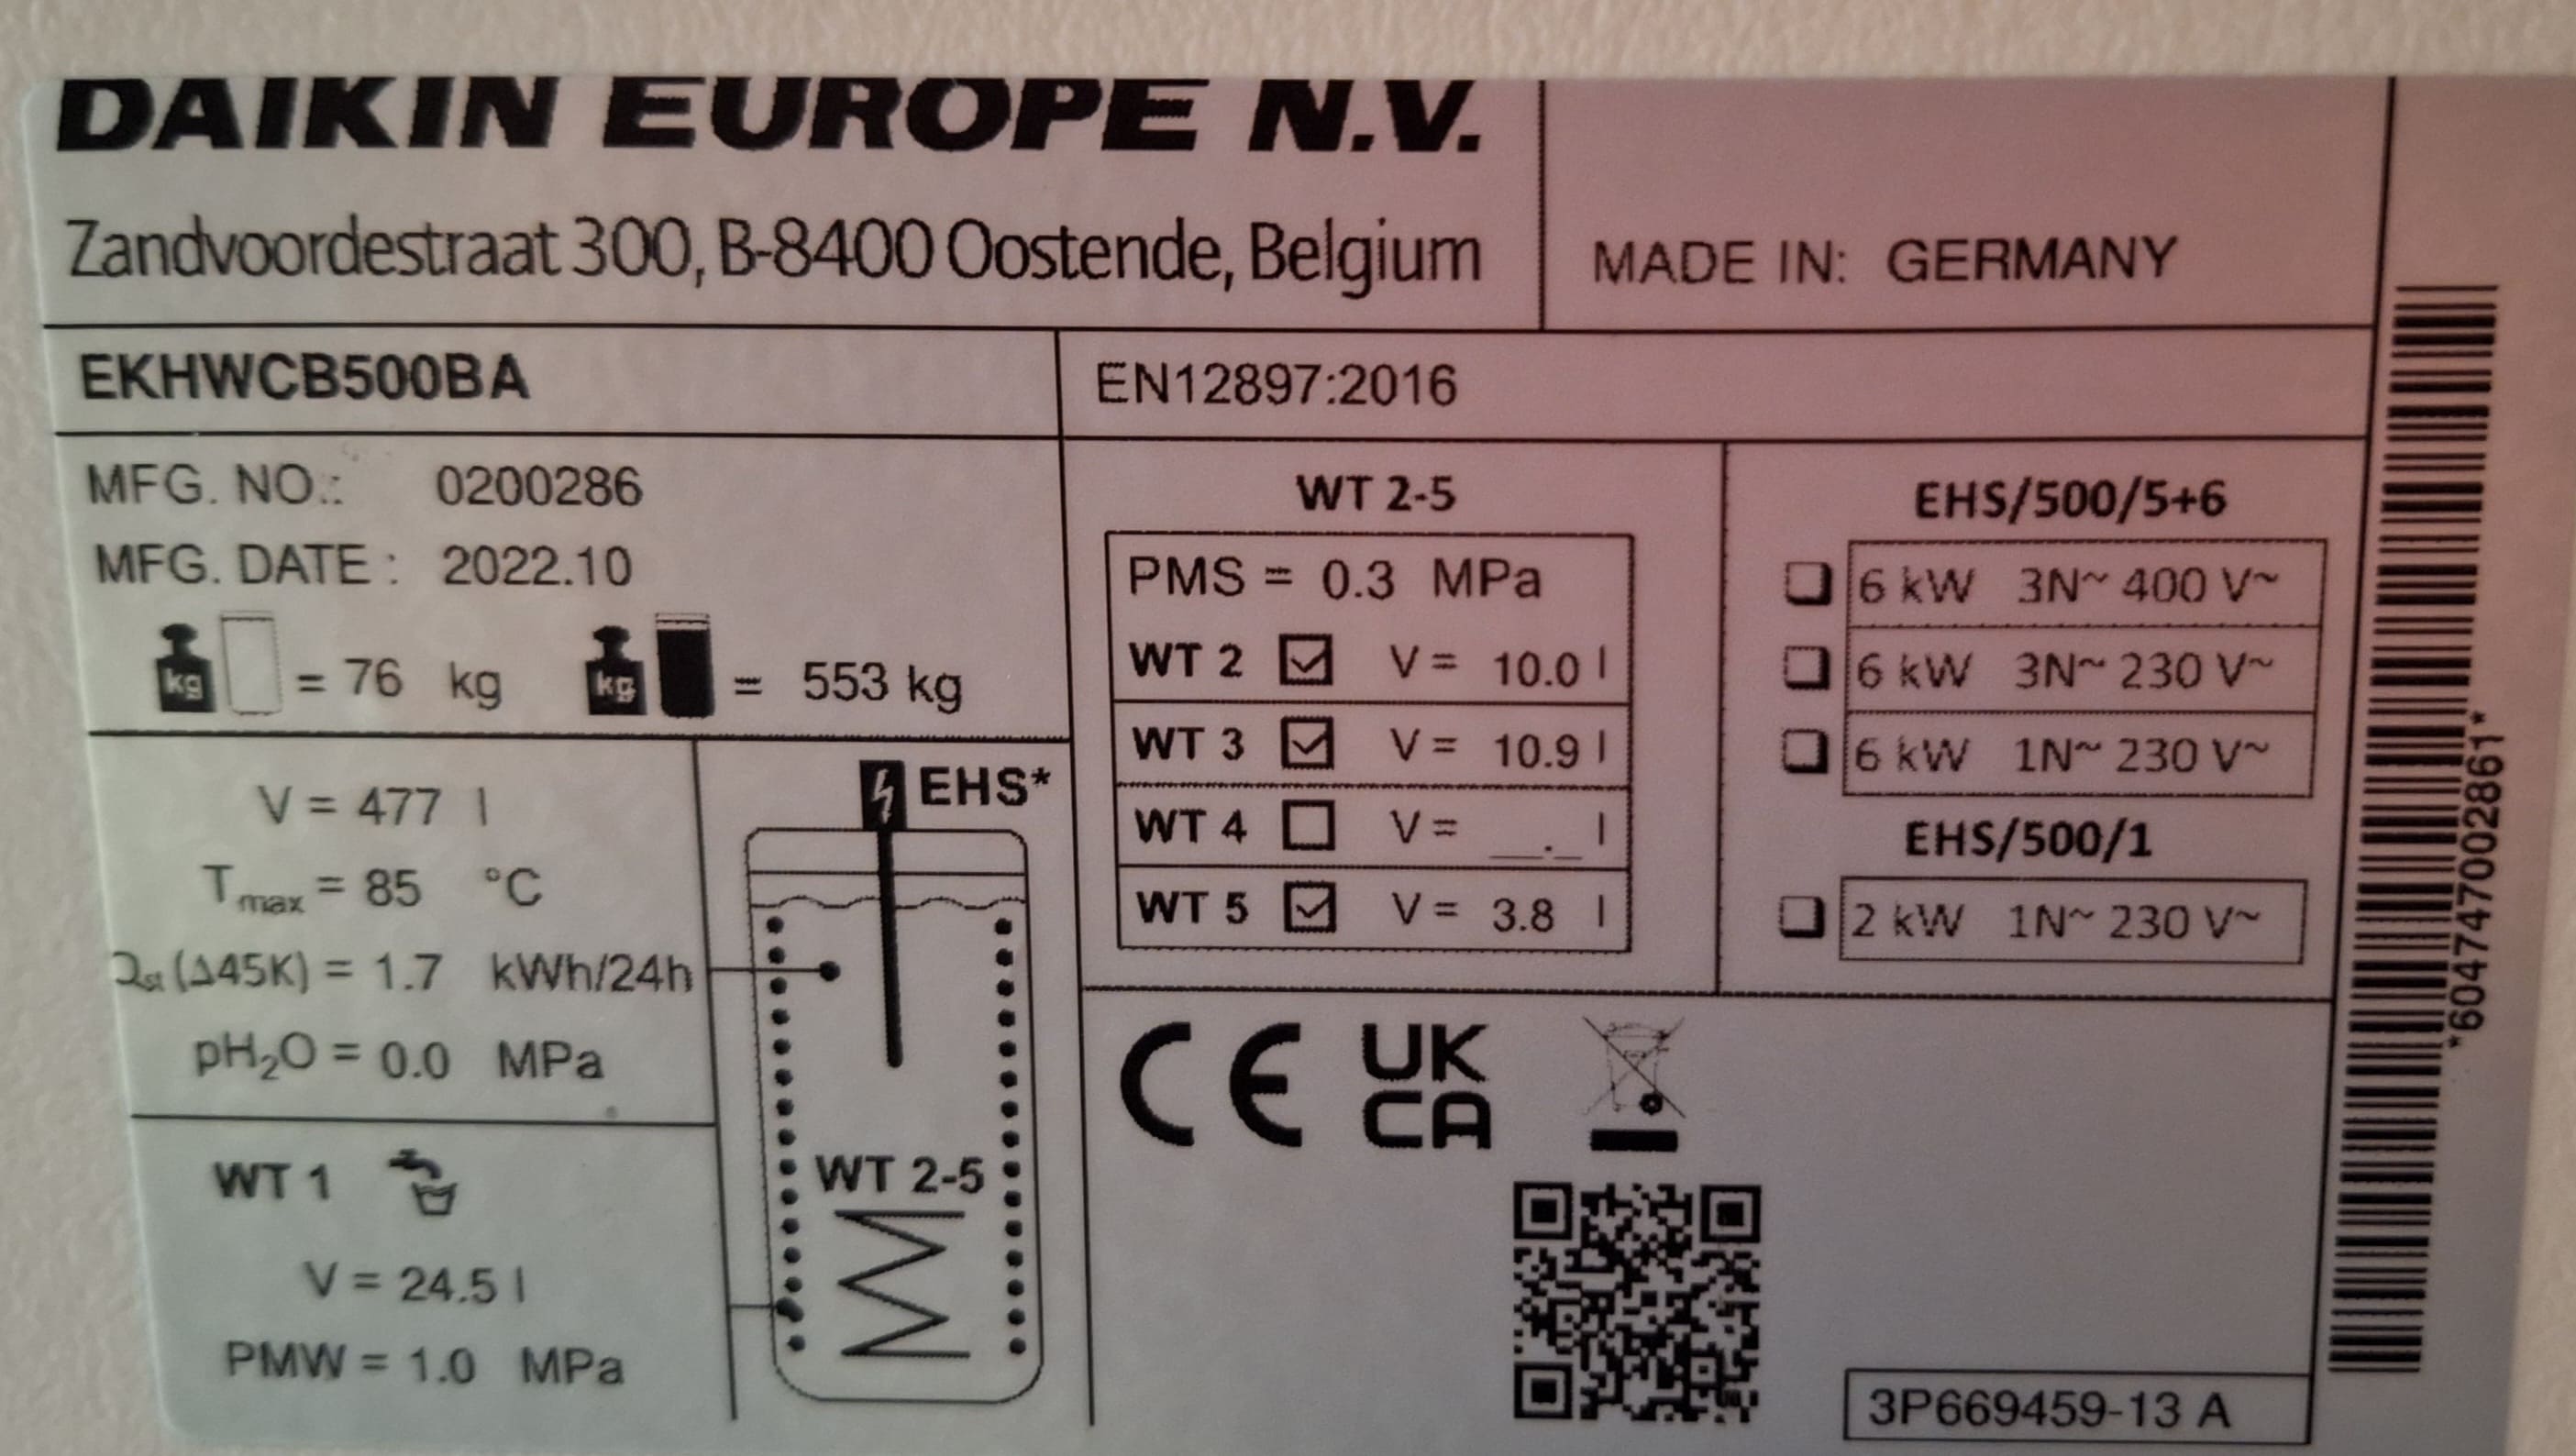 DAIKIN EUROPE N.V.
Zandvoordestraat 300, B-8400 Oostende, Belgium
MADE IN: GERMANY
EKHWCB500BA
EN12897:2016
MFG. NO.: 0200286
MFG. DATE : 2022.10
kg = 76 kg kg = 553 kg
V = 477 l
Tmax = 85 °C
Qst (Δ45K) = 1.7 kWh/24h
pH₂O = 0.0 MPa
WT 1
V = 24.5 l
PMW = 1.0 MPa
EHS*
WT 2-5
WT 2-5
PMS = 0.3 MPa
WT 2 ☑ V = 10.0 l
WT 3 ☑ V = 10.9 l
WT 4 ☐ V = __._ l
WT 5 ☑ V = 3.8 l
EHS/500/5+6
☐ 6 kW 3N~ 400 V~
☐ 6 kW 3N~ 230 V~
☐ 6 kW 1N~ 230 V~
EHS/500/1
☐ 2 kW 1N~ 230 V~
CE
UK
CA
3P669459-13 A
*604747002861*